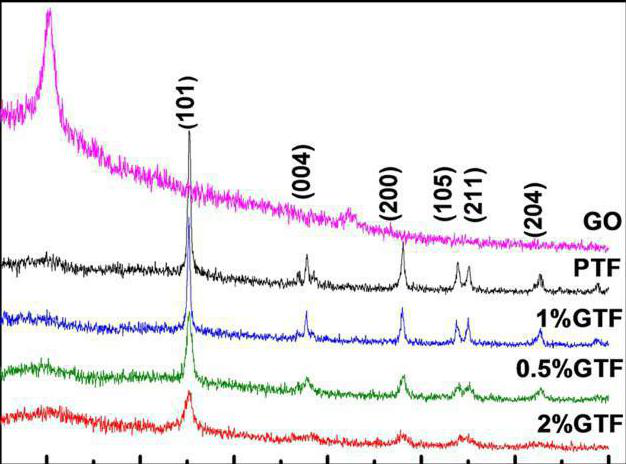 (101)
(004)
(200)
(105)
(211)
(204)
GO
PTF
1%GTF
0.5%GTF
2%GTF